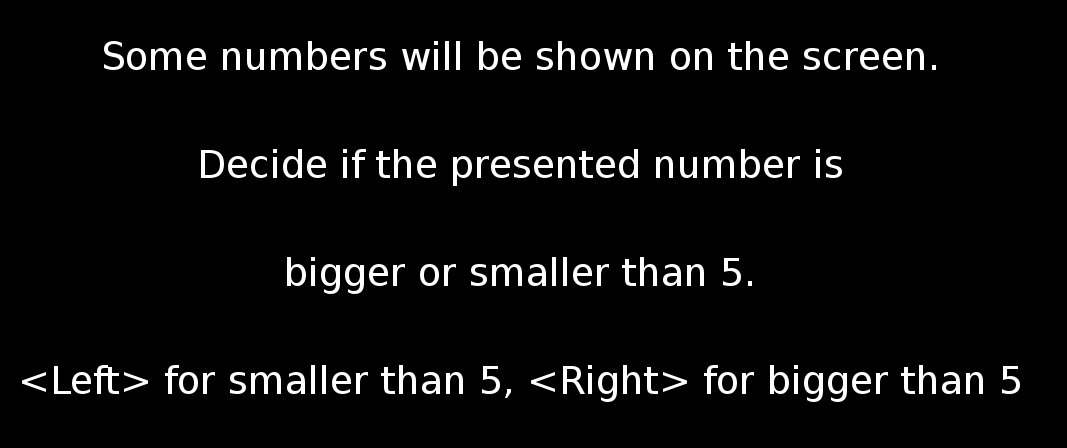 Some numbers will be shown on the screen.
Decide if the presented number is
bigger or smaller than 5.
<Left> for smaller than 5, <Right> for bigger than 5